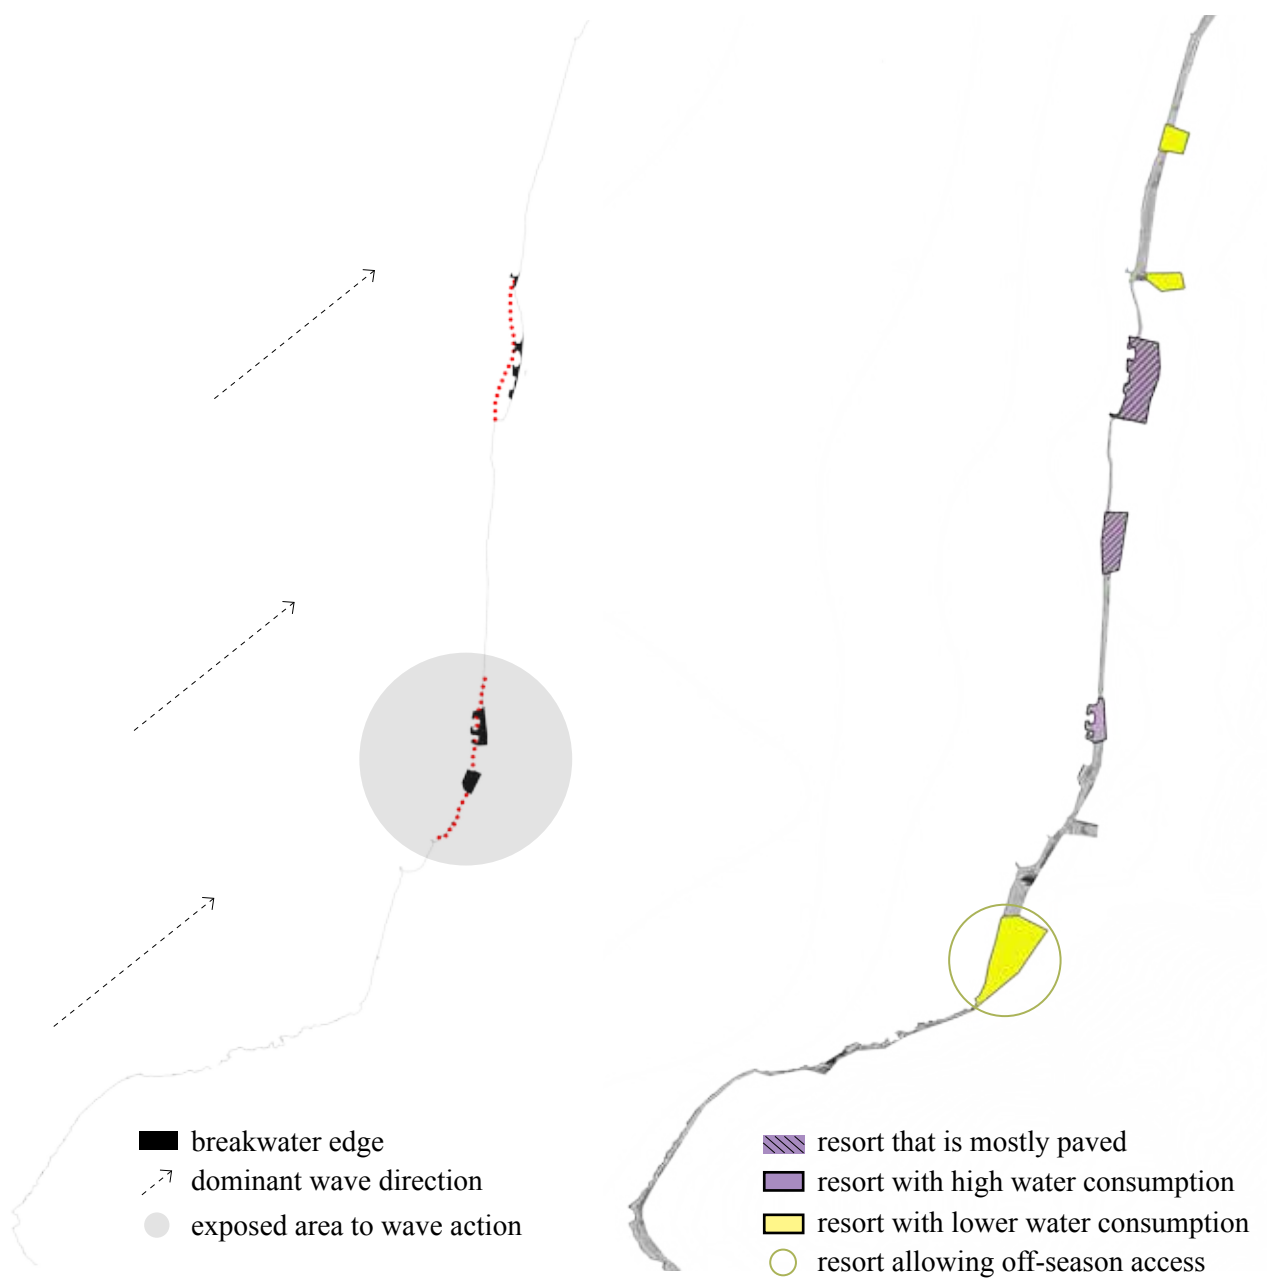 breakwater edge
dominant wave direction
exposed area to wave action
resort that is mostly paved
resort with high water consumption
resort with lower water consumption
resort allowing off-season access